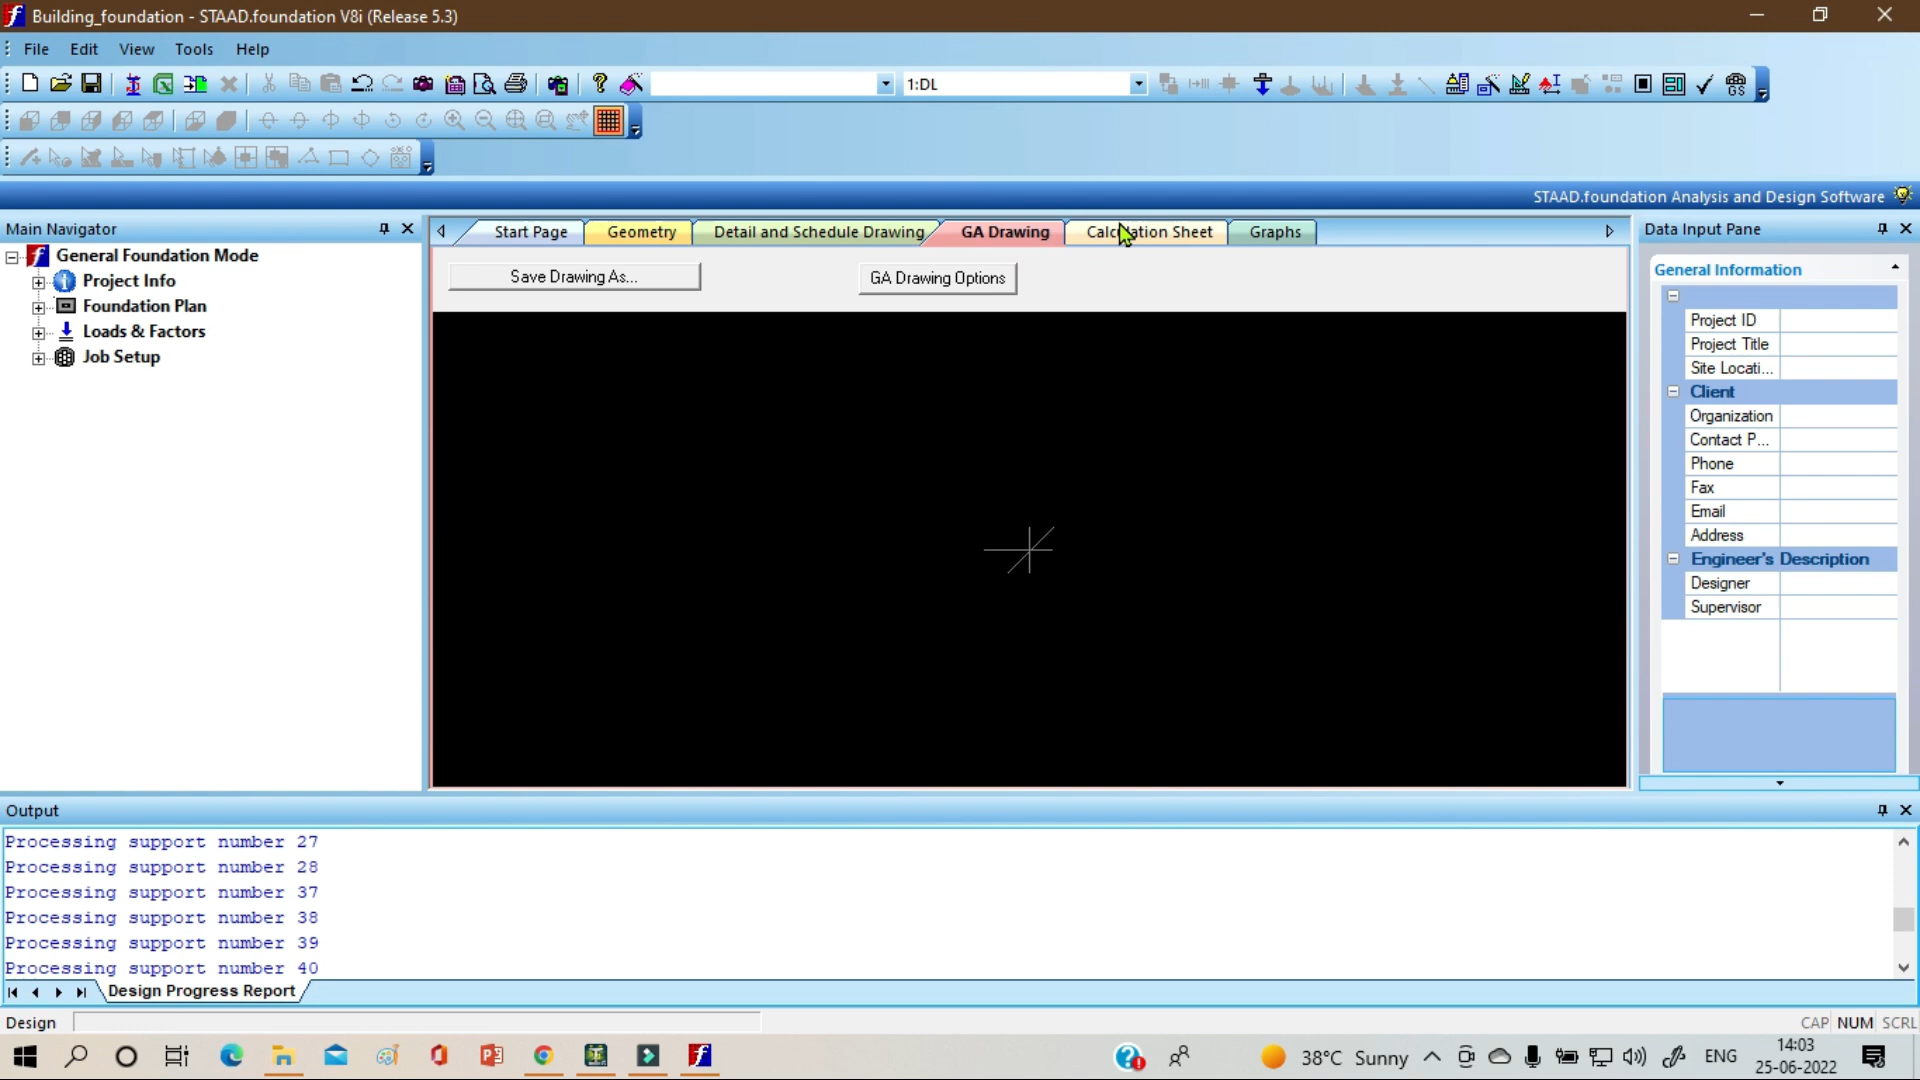 Building_foundation - STAAD.foundation V8i (Release 5.3)
File Edit View Tools Help
1:DL
STAAD.foundation Analysis and Design Software
Main Navigator
General Foundation Mode
Project Info
Foundation Plan
Loads & Factors
Job Setup
Start Page Geometry Detail and Schedule Drawing GA Drawing Calculation Sheet Graphs
Save Drawing As... GA Drawing Options
Data Input Pane
General Information
Project ID
Project Title
Site Locati...
Client
Organization
Contact P...
Phone
Fax
Email
Address
Engineer's Description
Designer
Supervisor
Output
Processing support number 27
Processing support number 28
Processing support number 37
Processing support number 38
Processing support number 39
Processing support number 40
Design Progress Report
Design
CAP NUM SCRL
38°C Sunny
ENG
14:03
25-06-2022